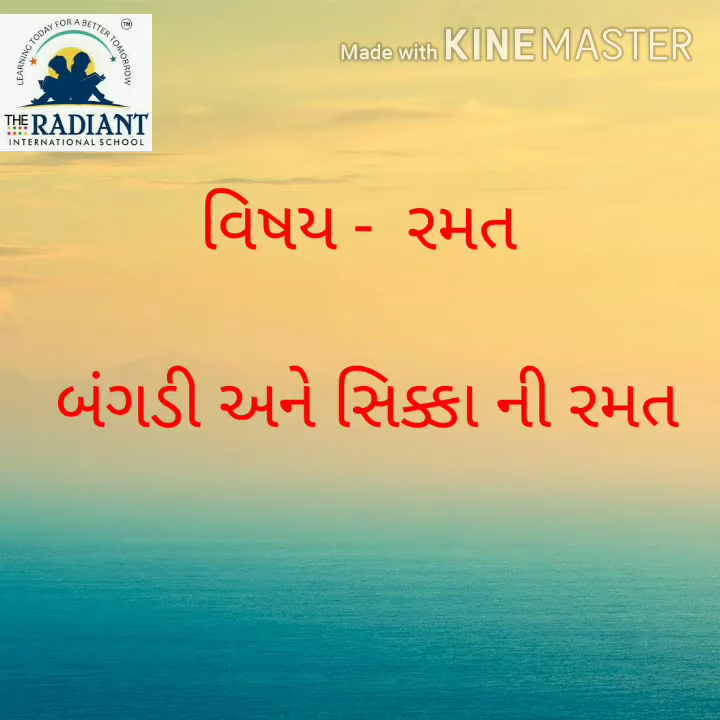 LEARNING TODAY FOR A BETTER TOMORROW
TM
THE RADIANT
INTERNATIONAL SCHOOL
Made with KINEMASTER
વિષય - રમત
બંગડી અને સિક્કા ની રમત